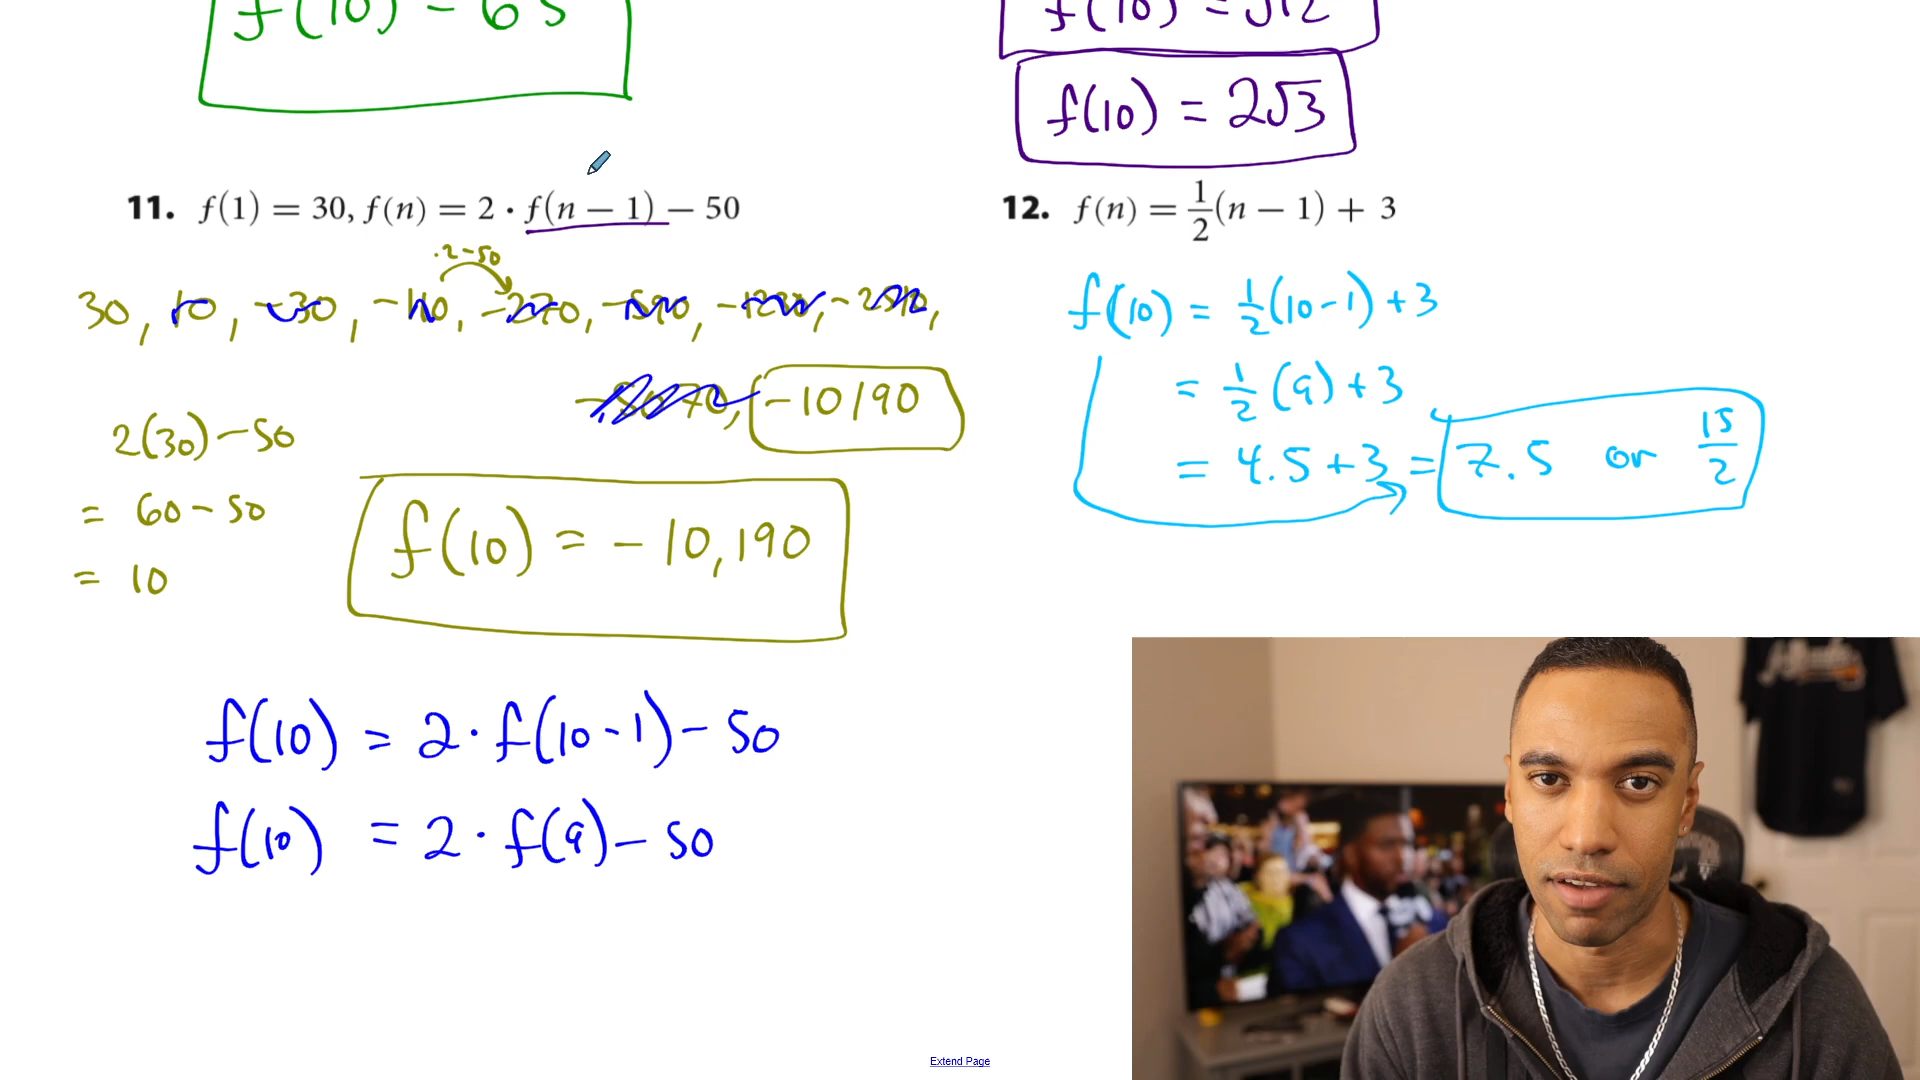 f(10) = 65
f(10) = √12
f(10) = 2√3
11. f(1) = 30, f(n) = 2 · f(n − 1) − 50
·2−50
30, 10, −30, −110, −270, −590, −1230, −2510,
−5070, −10190
2(30)−50
= 60−50
= 10
f(10) = −10,190
f(10) = 2·f(10−1)−50
f(10) = 2·f(9)−50
12. f(n) = 1/2(n − 1) + 3
f(10) = 1/2(10−1)+3
= 1/2(9)+3
= 4.5+3 = 7.5 or 15/2
Extend Page